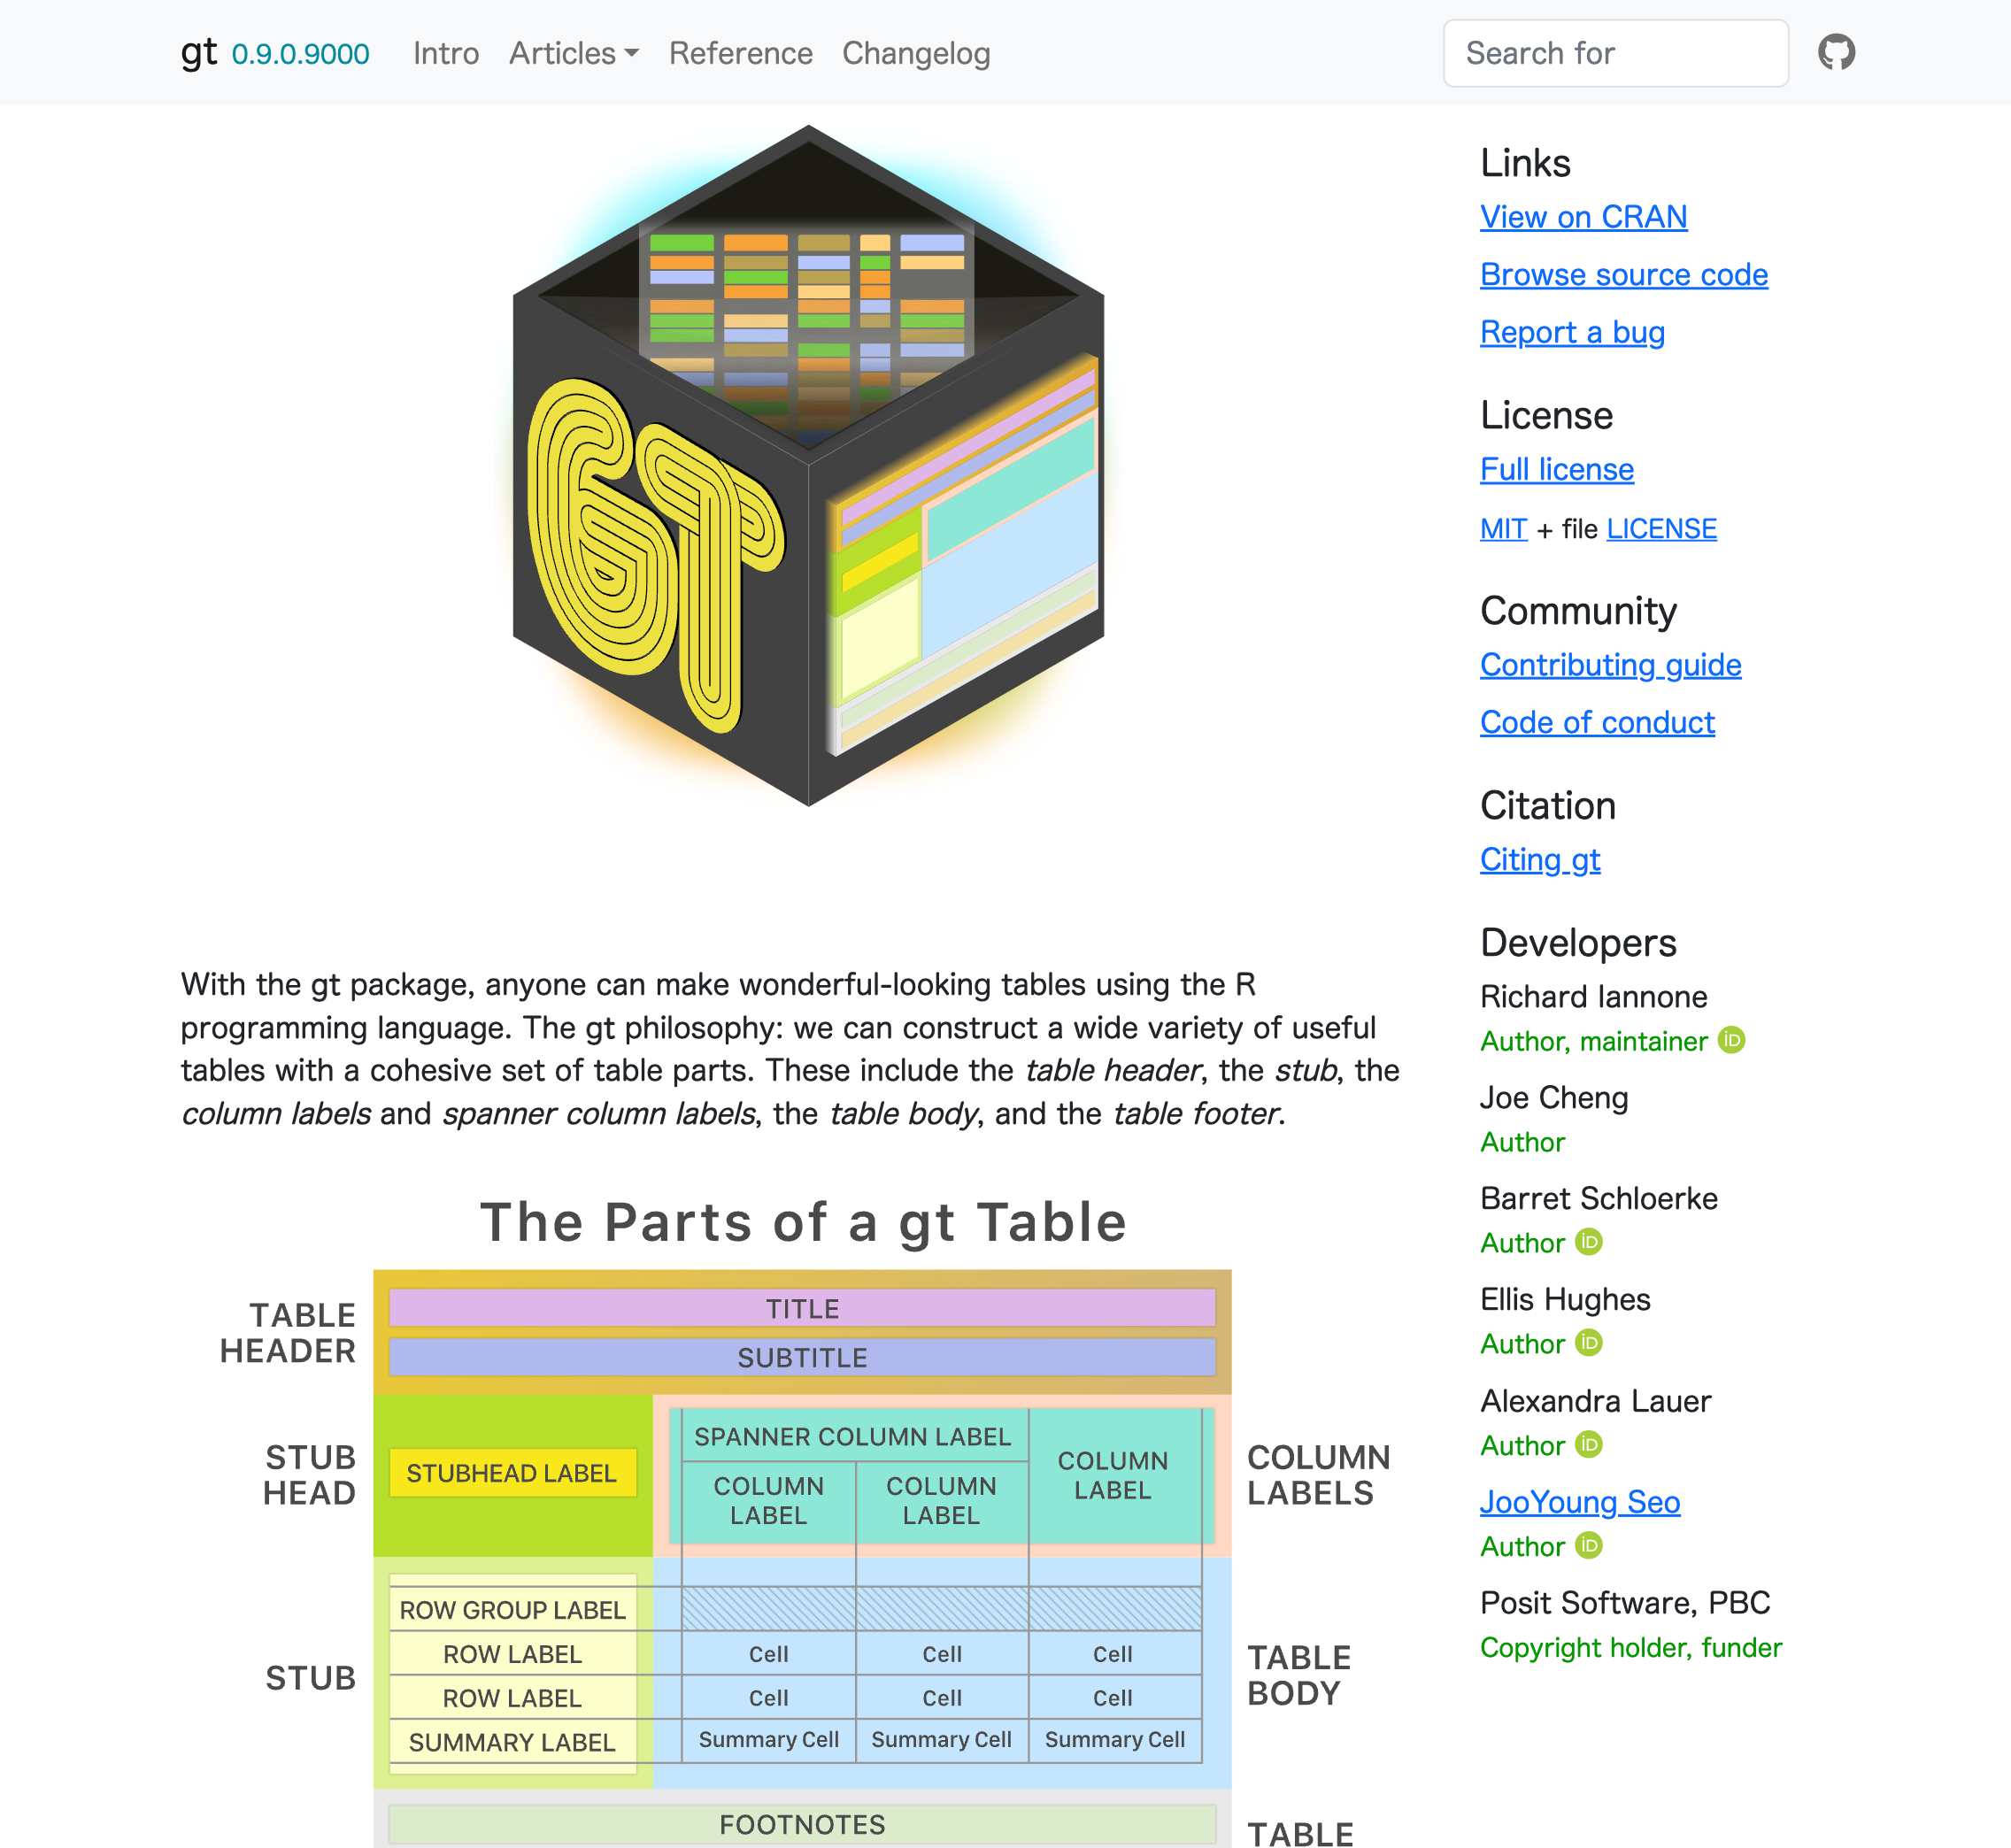 gt 0.9.0.9000 Intro Articles Reference Changelog Search for
GT
With the gt package, anyone can make wonderful-looking tables using the R
programming language. The gt philosophy: we can construct a wide variety of useful
tables with a cohesive set of table parts. These include the table header, the stub, the
column labels and spanner column labels, the table body, and the table footer.
The Parts of a gt Table
TABLE
HEADER
TITLE
SUBTITLE
STUB
HEAD
STUBHEAD LABEL
SPANNER COLUMN LABEL
COLUMN
LABEL
COLUMN
LABEL
COLUMN
LABEL
COLUMN
LABELS
STUB
ROW GROUP LABEL
ROW LABEL Cell Cell Cell
ROW LABEL Cell Cell Cell
SUMMARY LABEL Summary Cell Summary Cell Summary Cell
TABLE
BODY
FOOTNOTES
TABLE
Links
View on CRAN
Browse source code
Report a bug
License
Full license
MIT + file LICENSE
Community
Contributing guide
Code of conduct
Citation
Citing gt
Developers
Richard Iannone
Author, maintainer iD
Joe Cheng
Author
Barret Schloerke
Author iD
Ellis Hughes
Author iD
Alexandra Lauer
Author iD
JooYoung Seo
Author iD
Posit Software, PBC
Copyright holder, funder